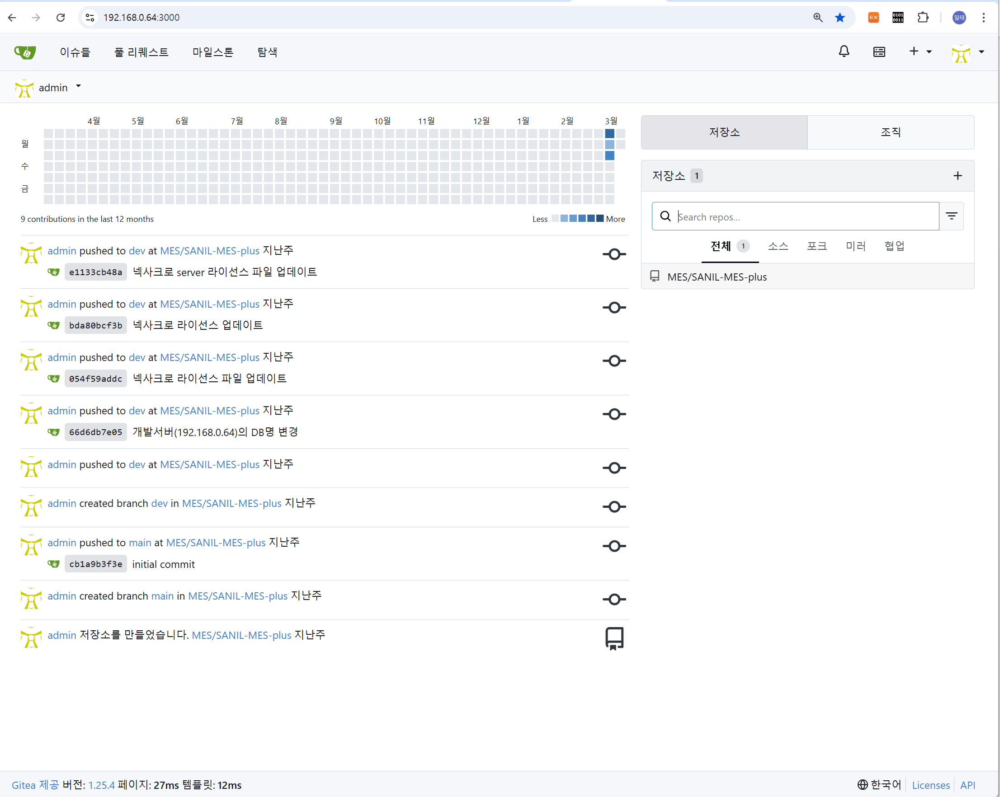 192.168.0.64:3000
EX
0101
0011
일태
이슈들 풀 리퀘스트 마일스톤 탐색
admin
4월 5월 6월 7월 8월 9월 10월 11월 12월 1월 2월 3월
월
수
금
9 contributions in the last 12 months
Less More
admin pushed to dev at MES/SANIL-MES-plus 지난주
e1133cb48a 넥사크로 server 라이선스 파일 업데이트
admin pushed to dev at MES/SANIL-MES-plus 지난주
bda80bcf3b 넥사크로 라이선스 업데이트
admin pushed to dev at MES/SANIL-MES-plus 지난주
054f59addc 넥사크로 라이선스 파일 업데이트
admin pushed to dev at MES/SANIL-MES-plus 지난주
66d6db7e05 개발서버(192.168.0.64)의 DB명 변경
admin pushed to dev at MES/SANIL-MES-plus 지난주
admin created branch dev in MES/SANIL-MES-plus 지난주
admin pushed to main at MES/SANIL-MES-plus 지난주
cb1a9b3f3e initial commit
admin created branch main in MES/SANIL-MES-plus 지난주
admin 저장소를 만들었습니다. MES/SANIL-MES-plus 지난주
저장소 조직
저장소 1
Search repos...
전체 1 소스 포크 미러 협업
MES/SANIL-MES-plus
Gitea 제공 버전: 1.25.4 페이지: 27ms 템플릿: 12ms
한국어 Licenses API